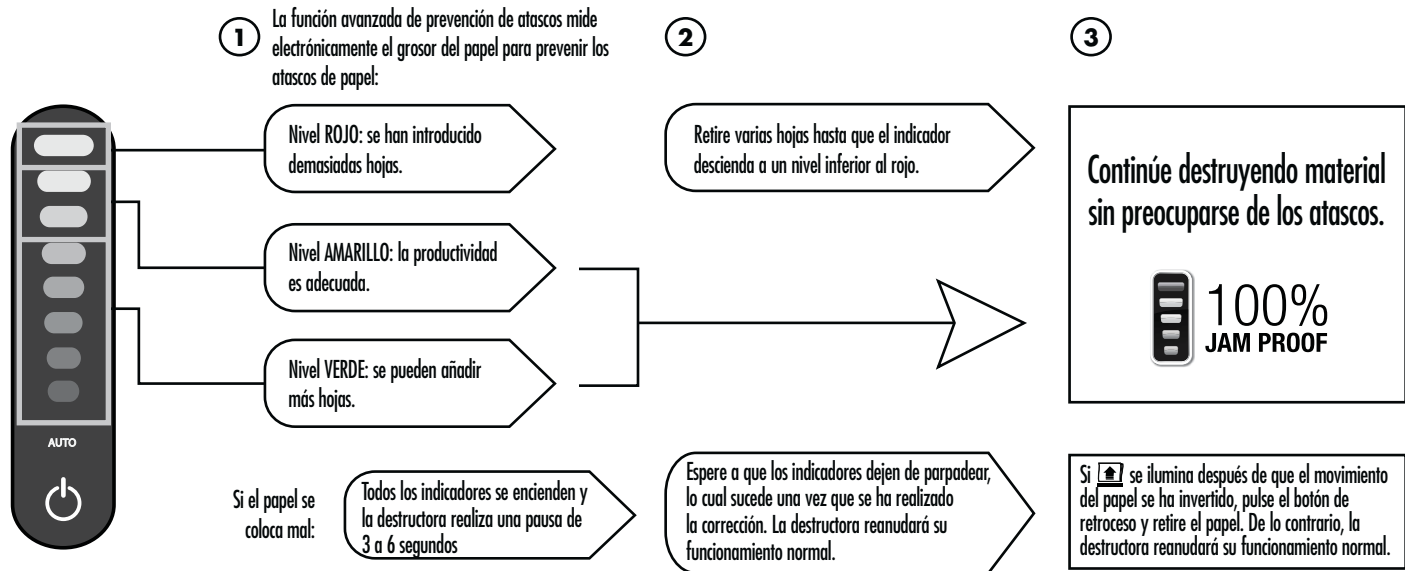 1
La función avanzada de prevención de atascos mide
electrónicamente el grosor del papel para prevenir los
atascos de papel:
2
3
Nivel ROJO: se han introducido
demasiadas hojas.
Retire varias hojas hasta que el indicador
descienda a un nivel inferior al rojo.
Continúe destruyendo material
sin preocuparse de los atascos.
100%
JAM PROOF
Nivel AMARILLO: la productividad
es adecuada.
Nivel VERDE: se pueden añadir
más hojas.
AUTO
Si el papel se
coloca mal:
Todos los indicadores se encienden y
la destructora realiza una pausa de
3 a 6 segundos
Espere a que los indicadores dejen de parpadear,
lo cual sucede una vez que se ha realizado
la corrección. La destructora reanudará su
funcionamiento normal.
Si se ilumina después de que el movimiento
del papel se ha invertido, pulse el botón de
retroceso y retire el papel. De lo contrario, la
destructora reanudará su funcionamiento normal.